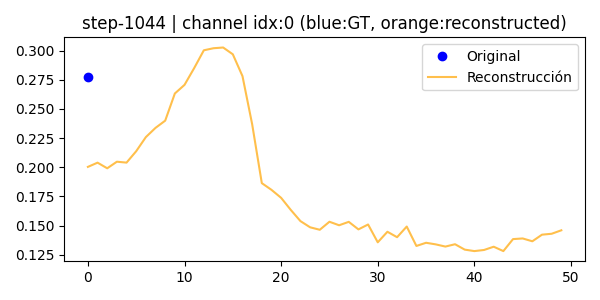 step-1044 | channel idx:0 (blue:GT, orange:reconstructed)
Original
Reconstrucción
0.300
0.275
0.250
0.225
0.200
0.175
0.150
0.125
0 10 20 30 40 50